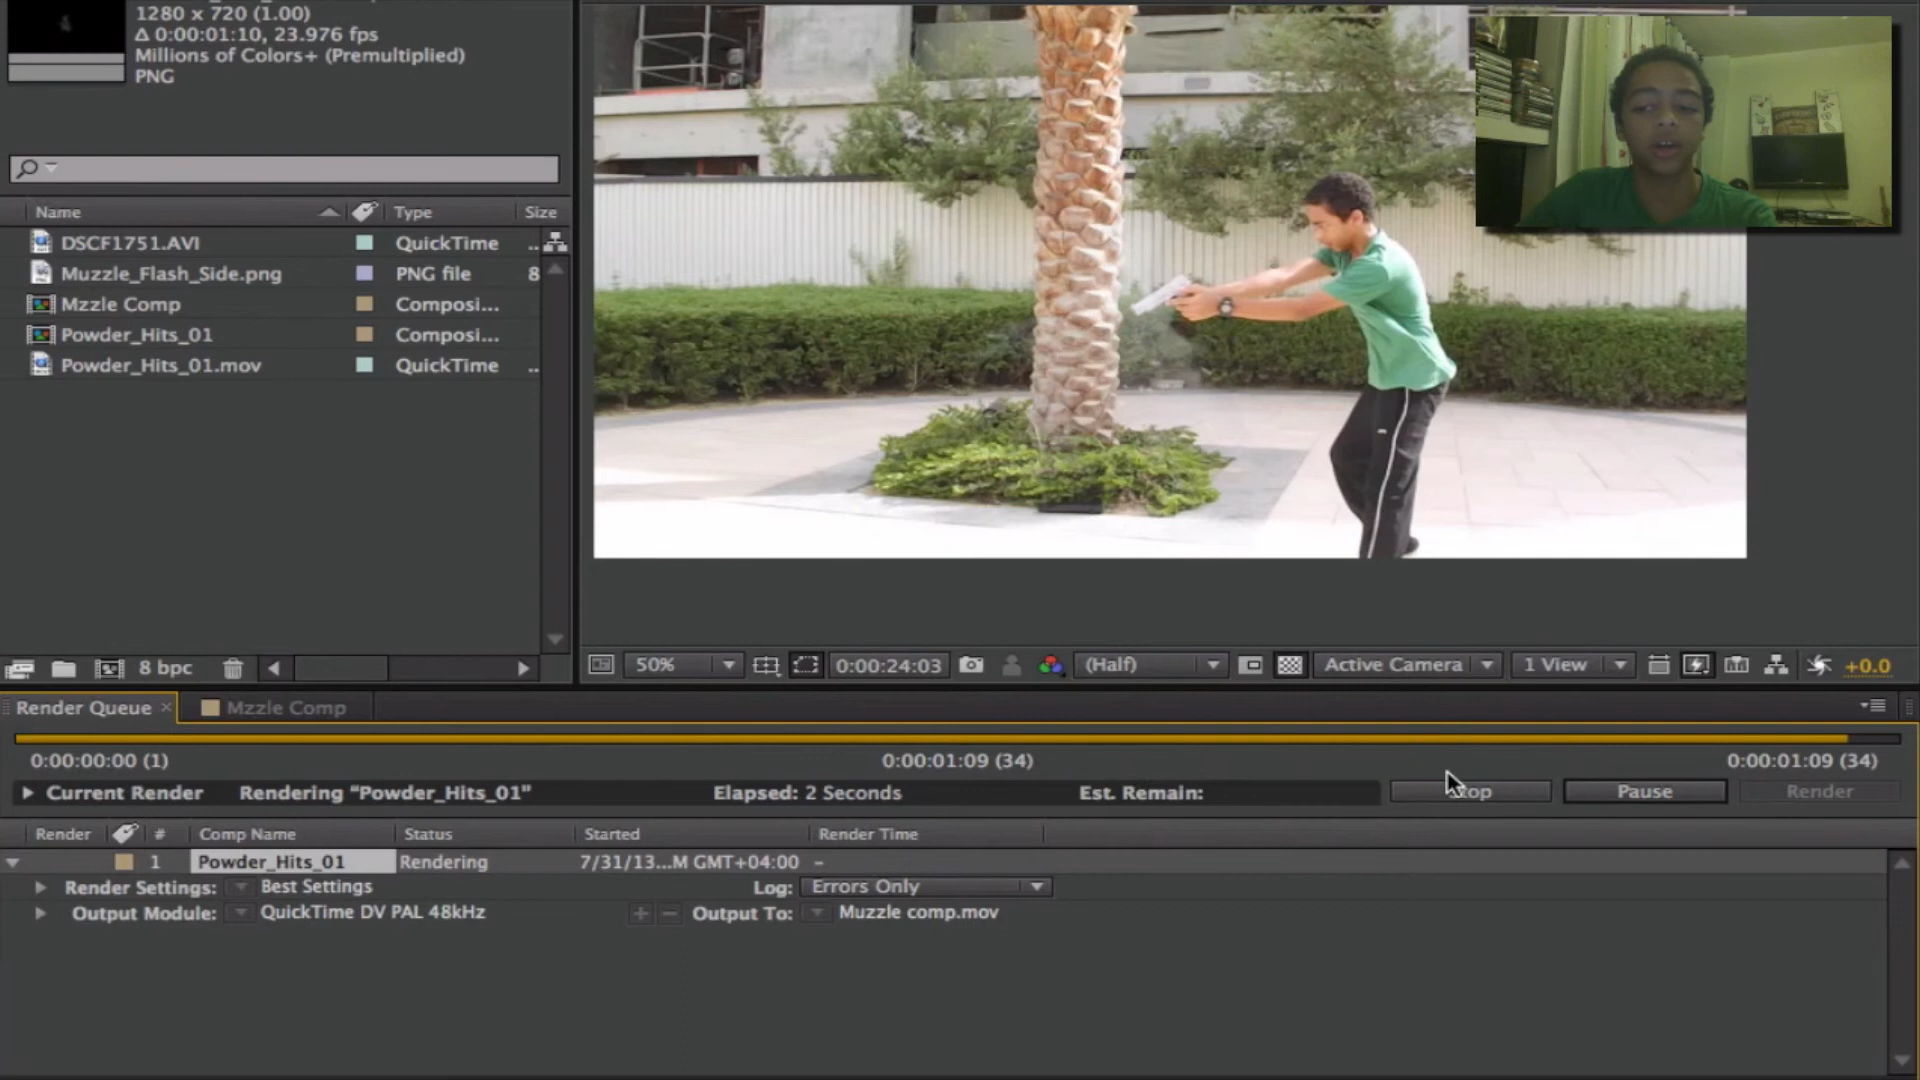 1280 x 720 (1.00)
Δ 0:00:01:10, 23.976 fps
Millions of Colors+ (Premultiplied)
PNG
Name Type Size
DSCF1751.AVI QuickTime ..
Muzzle_Flash_Side.png PNG file 8
Mzzle Comp Composi...
Powder_Hits_01 Composi...
Powder_Hits_01.mov QuickTime ..
8 bpc
50% 0:00:24:03 (Half) Active Camera 1 View +0.0
Render Queue × Mzzle Comp
0:00:00:00 (1) 0:00:01:09 (34) 0:00:01:09 (34)
Current Render Rendering "Powder_Hits_01" Elapsed: 2 Seconds Est. Remain: Stop Pause Render
Render # Comp Name Status Started Render Time
1 Powder_Hits_01 Rendering 7/31/13...M GMT+04:00 –
Render Settings: Best Settings Log: Errors Only
Output Module: QuickTime DV PAL 48kHz + – Output To: Muzzle comp.mov